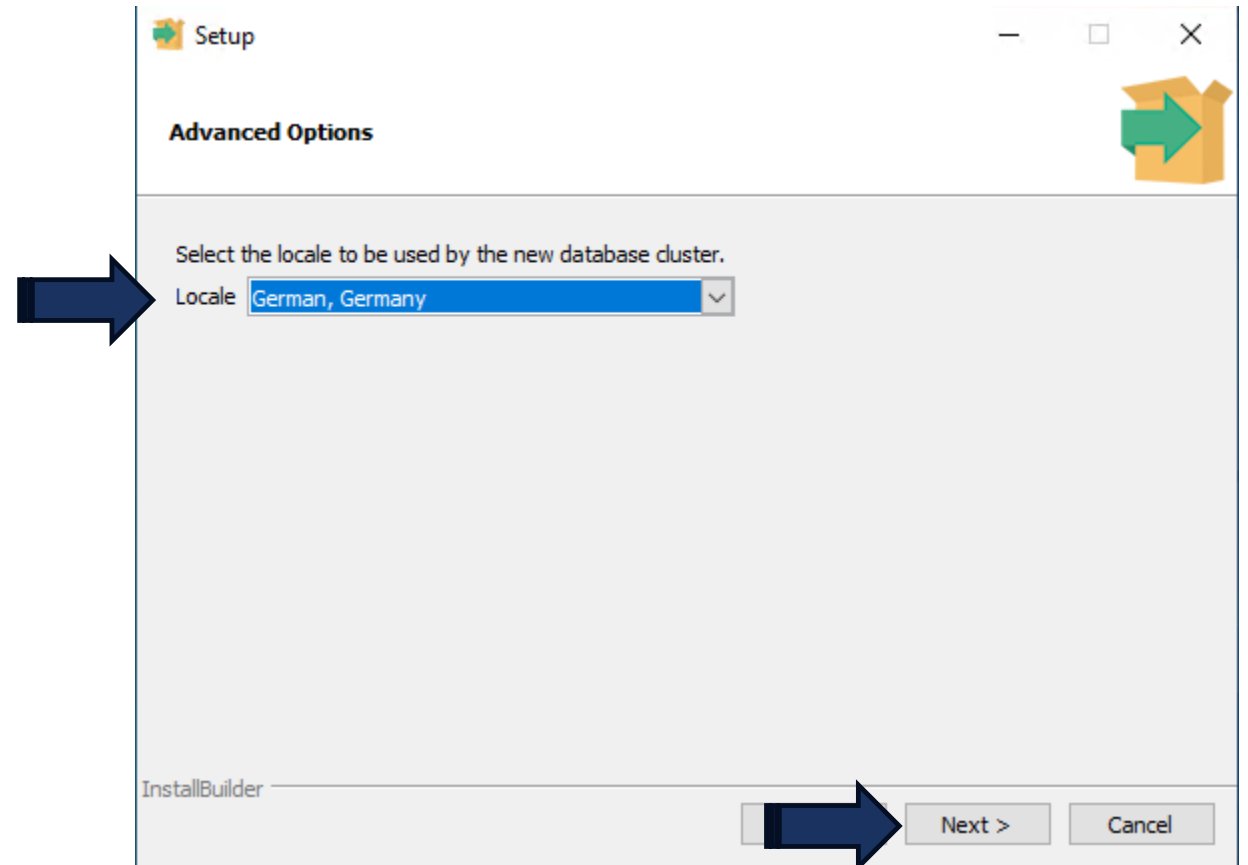 Setup
Advanced Options
Select the locale to be used by the new database cluster.
Locale German, Germany
InstallBuilder
Next > Cancel